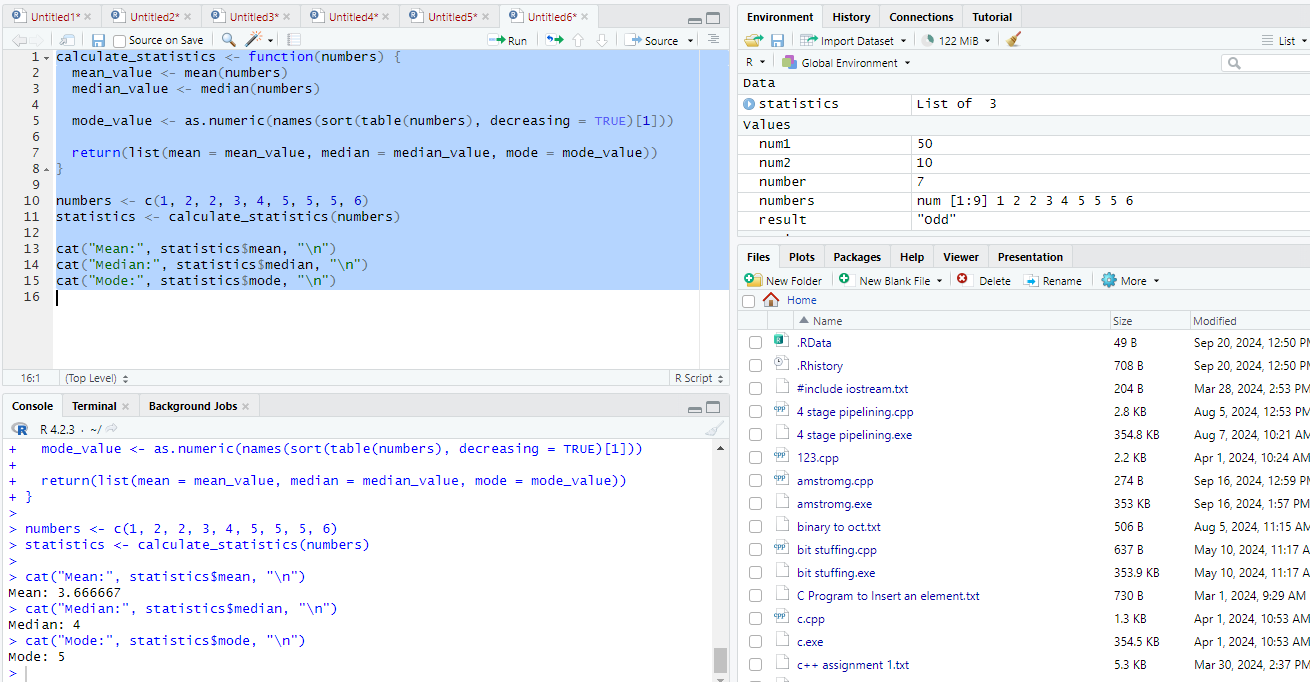 Untitled1* Untitled2* Untitled3* Untitled4* Untitled5* Untitled6*
Source on Save Run Source
1 calculate_statistics <- function(numbers) {
2   mean_value <- mean(numbers)
3   median_value <- median(numbers)
4
5   mode_value <- as.numeric(names(sort(table(numbers), decreasing = TRUE)[1]))
6
7   return(list(mean = mean_value, median = median_value, mode = mode_value))
8 }
9
10 numbers <- c(1, 2, 2, 3, 4, 5, 5, 5, 6)
11 statistics <- calculate_statistics(numbers)
12
13 cat("Mean:", statistics$mean, "\n")
14 cat("Median:", statistics$median, "\n")
15 cat("Mode:", statistics$mode, "\n")
16
16:1 (Top Level) R Script
Console Terminal Background Jobs
R R 4.2.3 · ~/
+   mode_value <- as.numeric(names(sort(table(numbers), decreasing = TRUE)[1]))
+
+   return(list(mean = mean_value, median = median_value, mode = mode_value))
+ }
>
> numbers <- c(1, 2, 2, 3, 4, 5, 5, 5, 6)
> statistics <- calculate_statistics(numbers)
>
> cat("Mean:", statistics$mean, "\n")
Mean: 3.666667
> cat("Median:", statistics$median, "\n")
Median: 4
> cat("Mode:", statistics$mode, "\n")
Mode: 5
>
Environment History Connections Tutorial
Import Dataset 122 MiB List
R Global Environment
Data
statistics List of  3
Values
num1 50
num2 10
number 7
numbers num [1:9] 1 2 2 3 4 5 5 5 6
result "Odd"
Files Plots Packages Help Viewer Presentation
New Folder New Blank File Delete Rename More
Home
Name Size Modified
.RData 49 B Sep 20, 2024, 12:50 PM
.Rhistory 708 B Sep 20, 2024, 12:50 PM
#include iostream.txt 204 B Mar 28, 2024, 2:53 PM
4 stage pipelining.cpp 2.8 KB Aug 5, 2024, 12:53 PM
4 stage pipelining.exe 354.8 KB Aug 7, 2024, 10:21 AM
123.cpp 2.2 KB Apr 1, 2024, 10:24 AM
amstromg.cpp 274 B Sep 16, 2024, 12:59 PM
amstromg.exe 353 KB Sep 16, 2024, 1:57 PM
binary to oct.txt 506 B Aug 5, 2024, 11:15 AM
bit stuffing.cpp 637 B May 10, 2024, 11:17 A
bit stuffing.exe 353.9 KB May 10, 2024, 11:17 A
C Program to Insert an element.txt 730 B Mar 1, 2024, 9:29 AM
c.cpp 1.3 KB Apr 1, 2024, 10:53 AM
c.exe 354.5 KB Apr 1, 2024, 10:53 AM
c++ assignment 1.txt 5.3 KB Mar 30, 2024, 2:37 PM